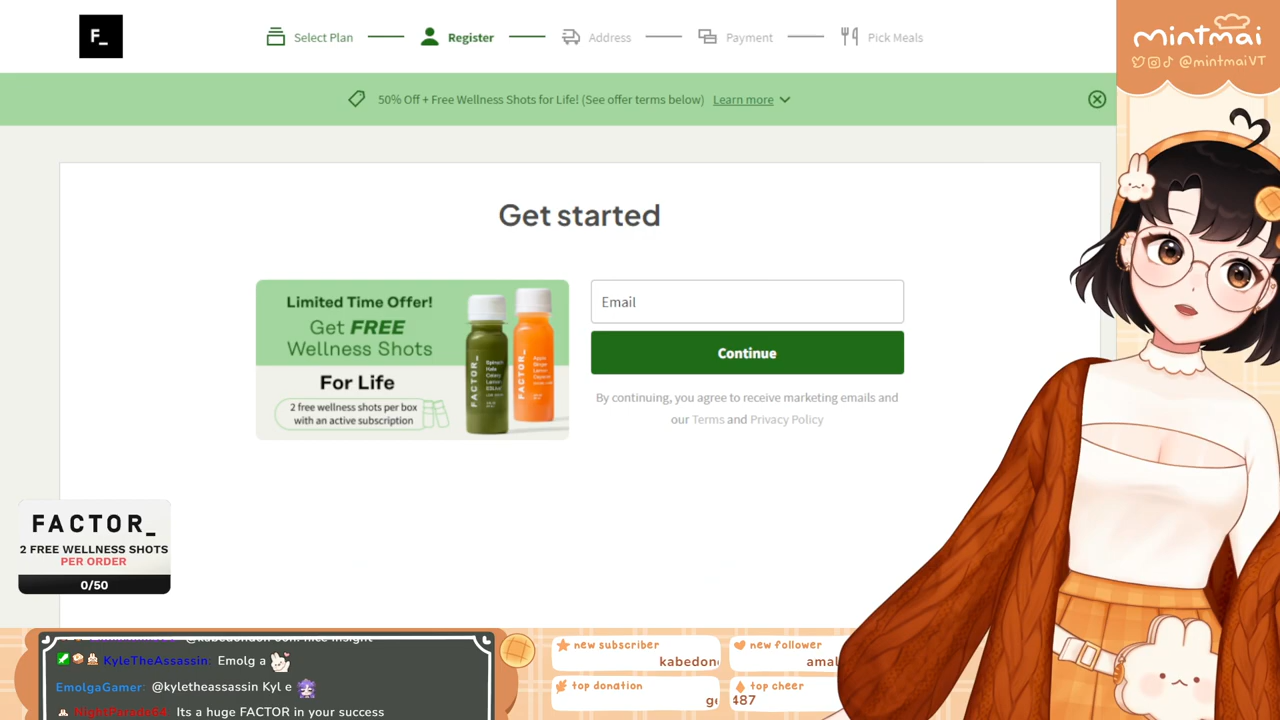 F_
Select Plan
Register
Address
Payment
Pick Meals
50% Off + Free Wellness Shots for Life! (See offer terms below) Learn more
Get started
Limited Time Offer!
Get FREE
Wellness Shots
For Life
2 free wellness shots per box
with an active subscription
FACTOR_
FACTOR_
Email
Continue
By continuing, you agree to receive marketing emails and
our Terms and Privacy Policy
FACTOR_
2 FREE WELLNESS SHOTS
PER ORDER
0/50
KyleTheAssassin: Emolg a
EmolgaGamer: @kyletheassassin Kyl e
Its a huge FACTOR in your success
new subscriber
kabedon
new follower
amal
top donation
top cheer
487
mintmai
@mintmaiVT